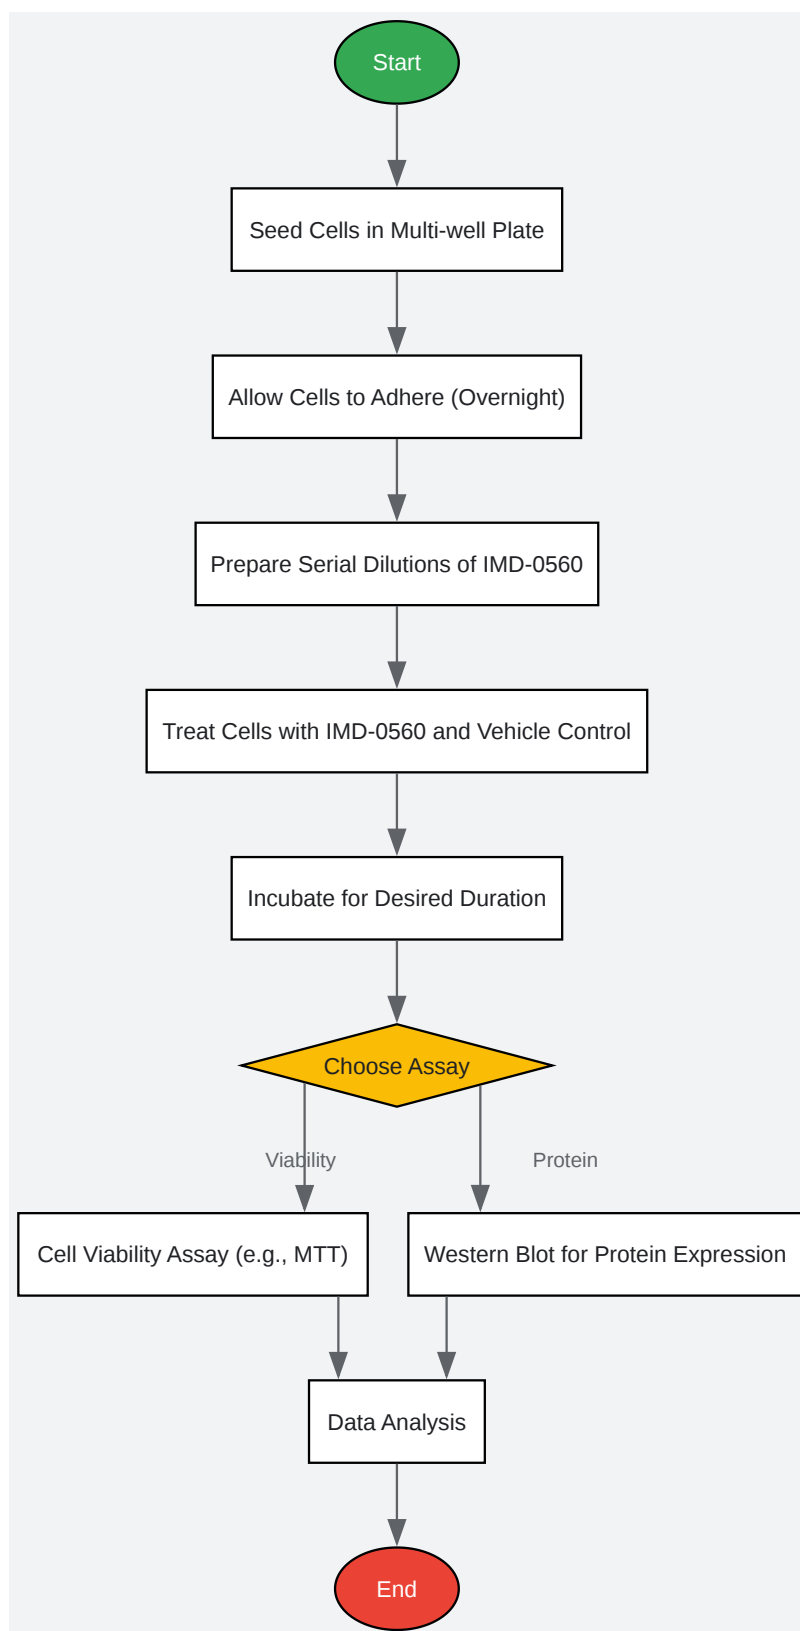 Start
Seed Cells in Multi-well Plate
Allow Cells to Adhere (Overnight)
Prepare Serial Dilutions of IMD-0560
Treat Cells with IMD-0560 and Vehicle Control
Incubate for Desired Duration
Choose Assay
Viability
Protein
Cell Viability Assay (e.g., MTT)
Western Blot for Protein Expression
Data Analysis
End